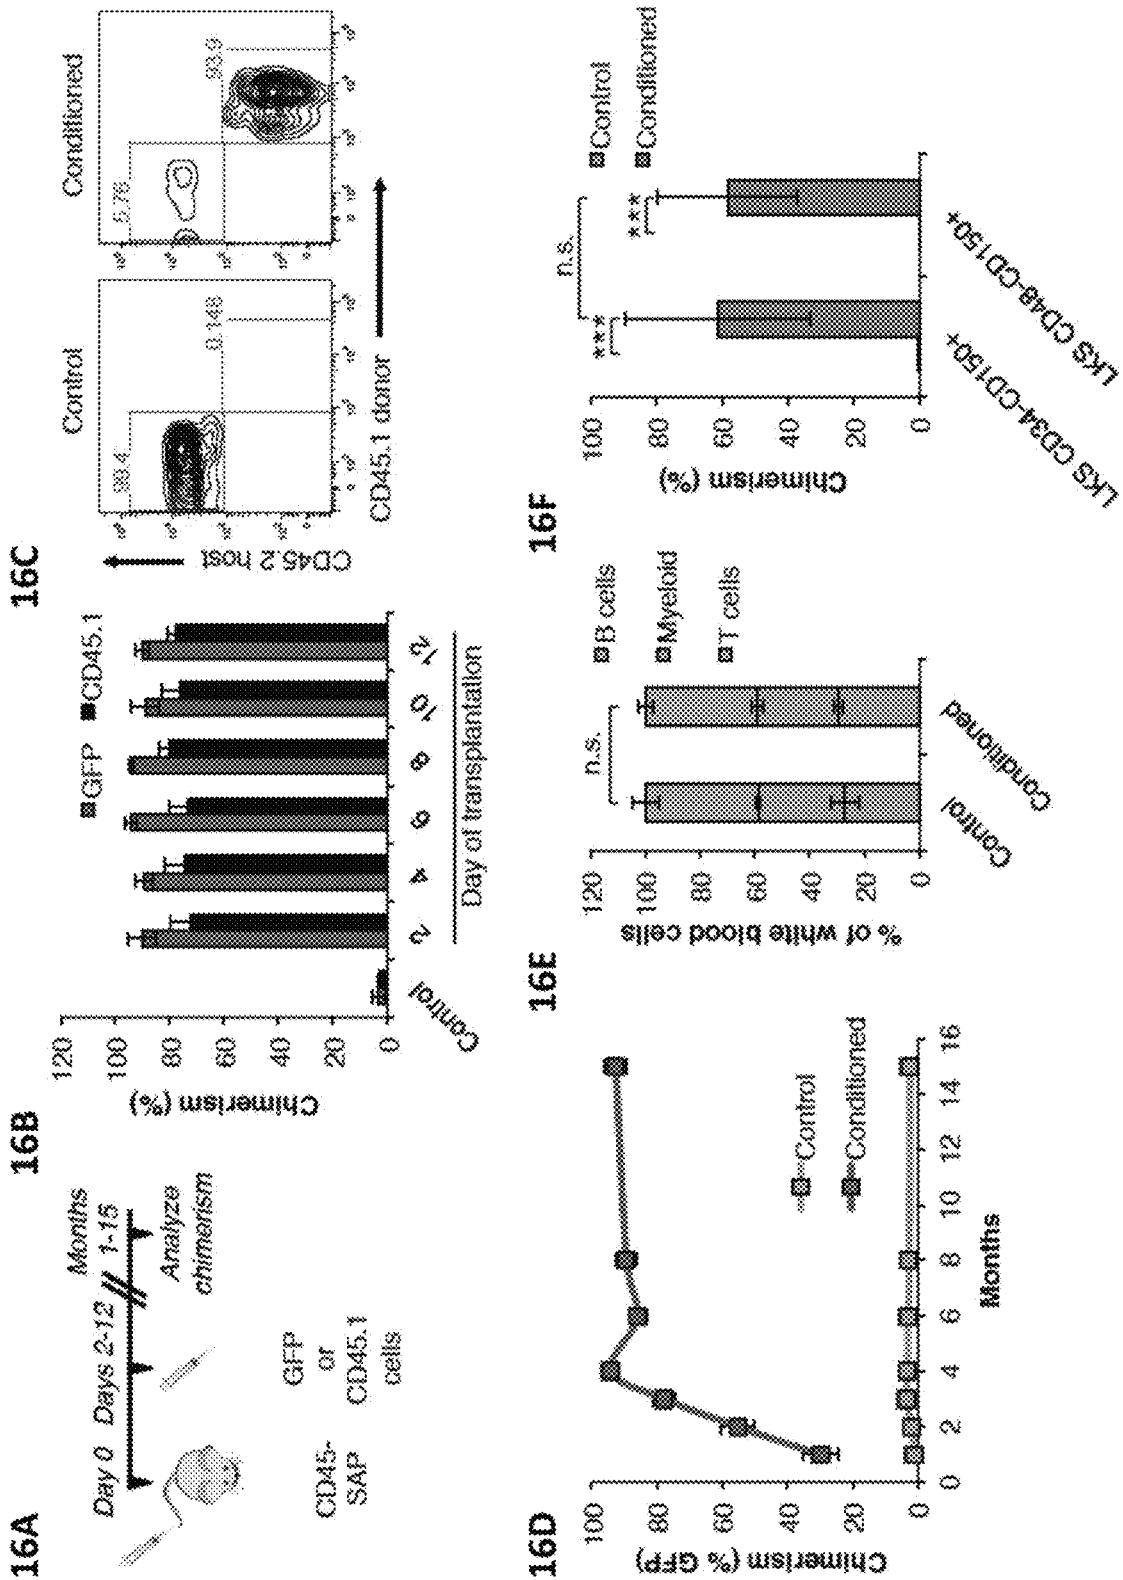 16A
Day 0 Days 2-12 Months
1-15
CD45-
SAP
GFP
or
CD45.1
cells
Analyze
chimerism
16B
GFP CD45.1
Chimerism (%)
120
100
80
60
40
20
0
Control 2 4 6 8 10 12
Day of transplantation
16C
Control Conditioned
0.148
5.76
93.9
CD45.2 host
CD45.1 donor
16D
Chimerism (% GFP)
100
80
60
40
20
0
0 2 4 6 8 10 12 14 16
Months
Control
Conditioned
16E
% of white blood cells
120
100
80
60
40
20
0
n.s.
B cells
Myeloid
T cells
Control Conditioned
16F
Chimerism (%)
100
80
60
40
20
0
n.s.
*** ***
Control
Conditioned
LKS CD34-CD150+
LKS CD48-CD150+